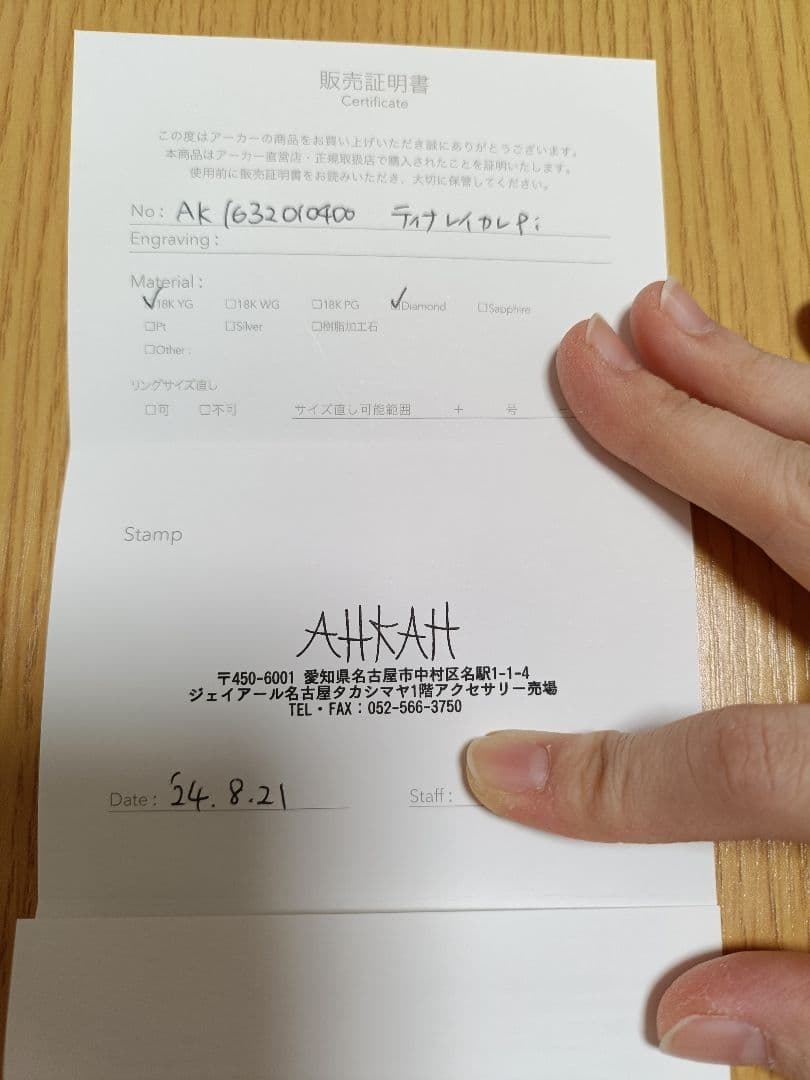 販売証明書
Certificate
この度はアーカーの商品をお買い上げいただき誠にありがとうございます。
本商品はアーカー直営店・正規取扱店で購入されたことを証明いたします。
使用前に販売証明書をお読みいただき、大切に保管してください。
No: AK 1632010400 ティナレイカレPi
Engraving:
Material:
✓18K YG □18K WG □18K PG ✓Diamond □Sapphire
□Pt □Silver □樹脂加工石
□Other:
リングサイズ直し
□可 □不可 サイズ直し可能範囲 + 号 −
Stamp
AHKAH
〒450-6001 愛知県名古屋市中村区名駅1-1-4
ジェイアール名古屋タカシマヤ1階アクセサリー売場
TEL・FAX：052-566-3750
Date: '24.8.21 Staff: